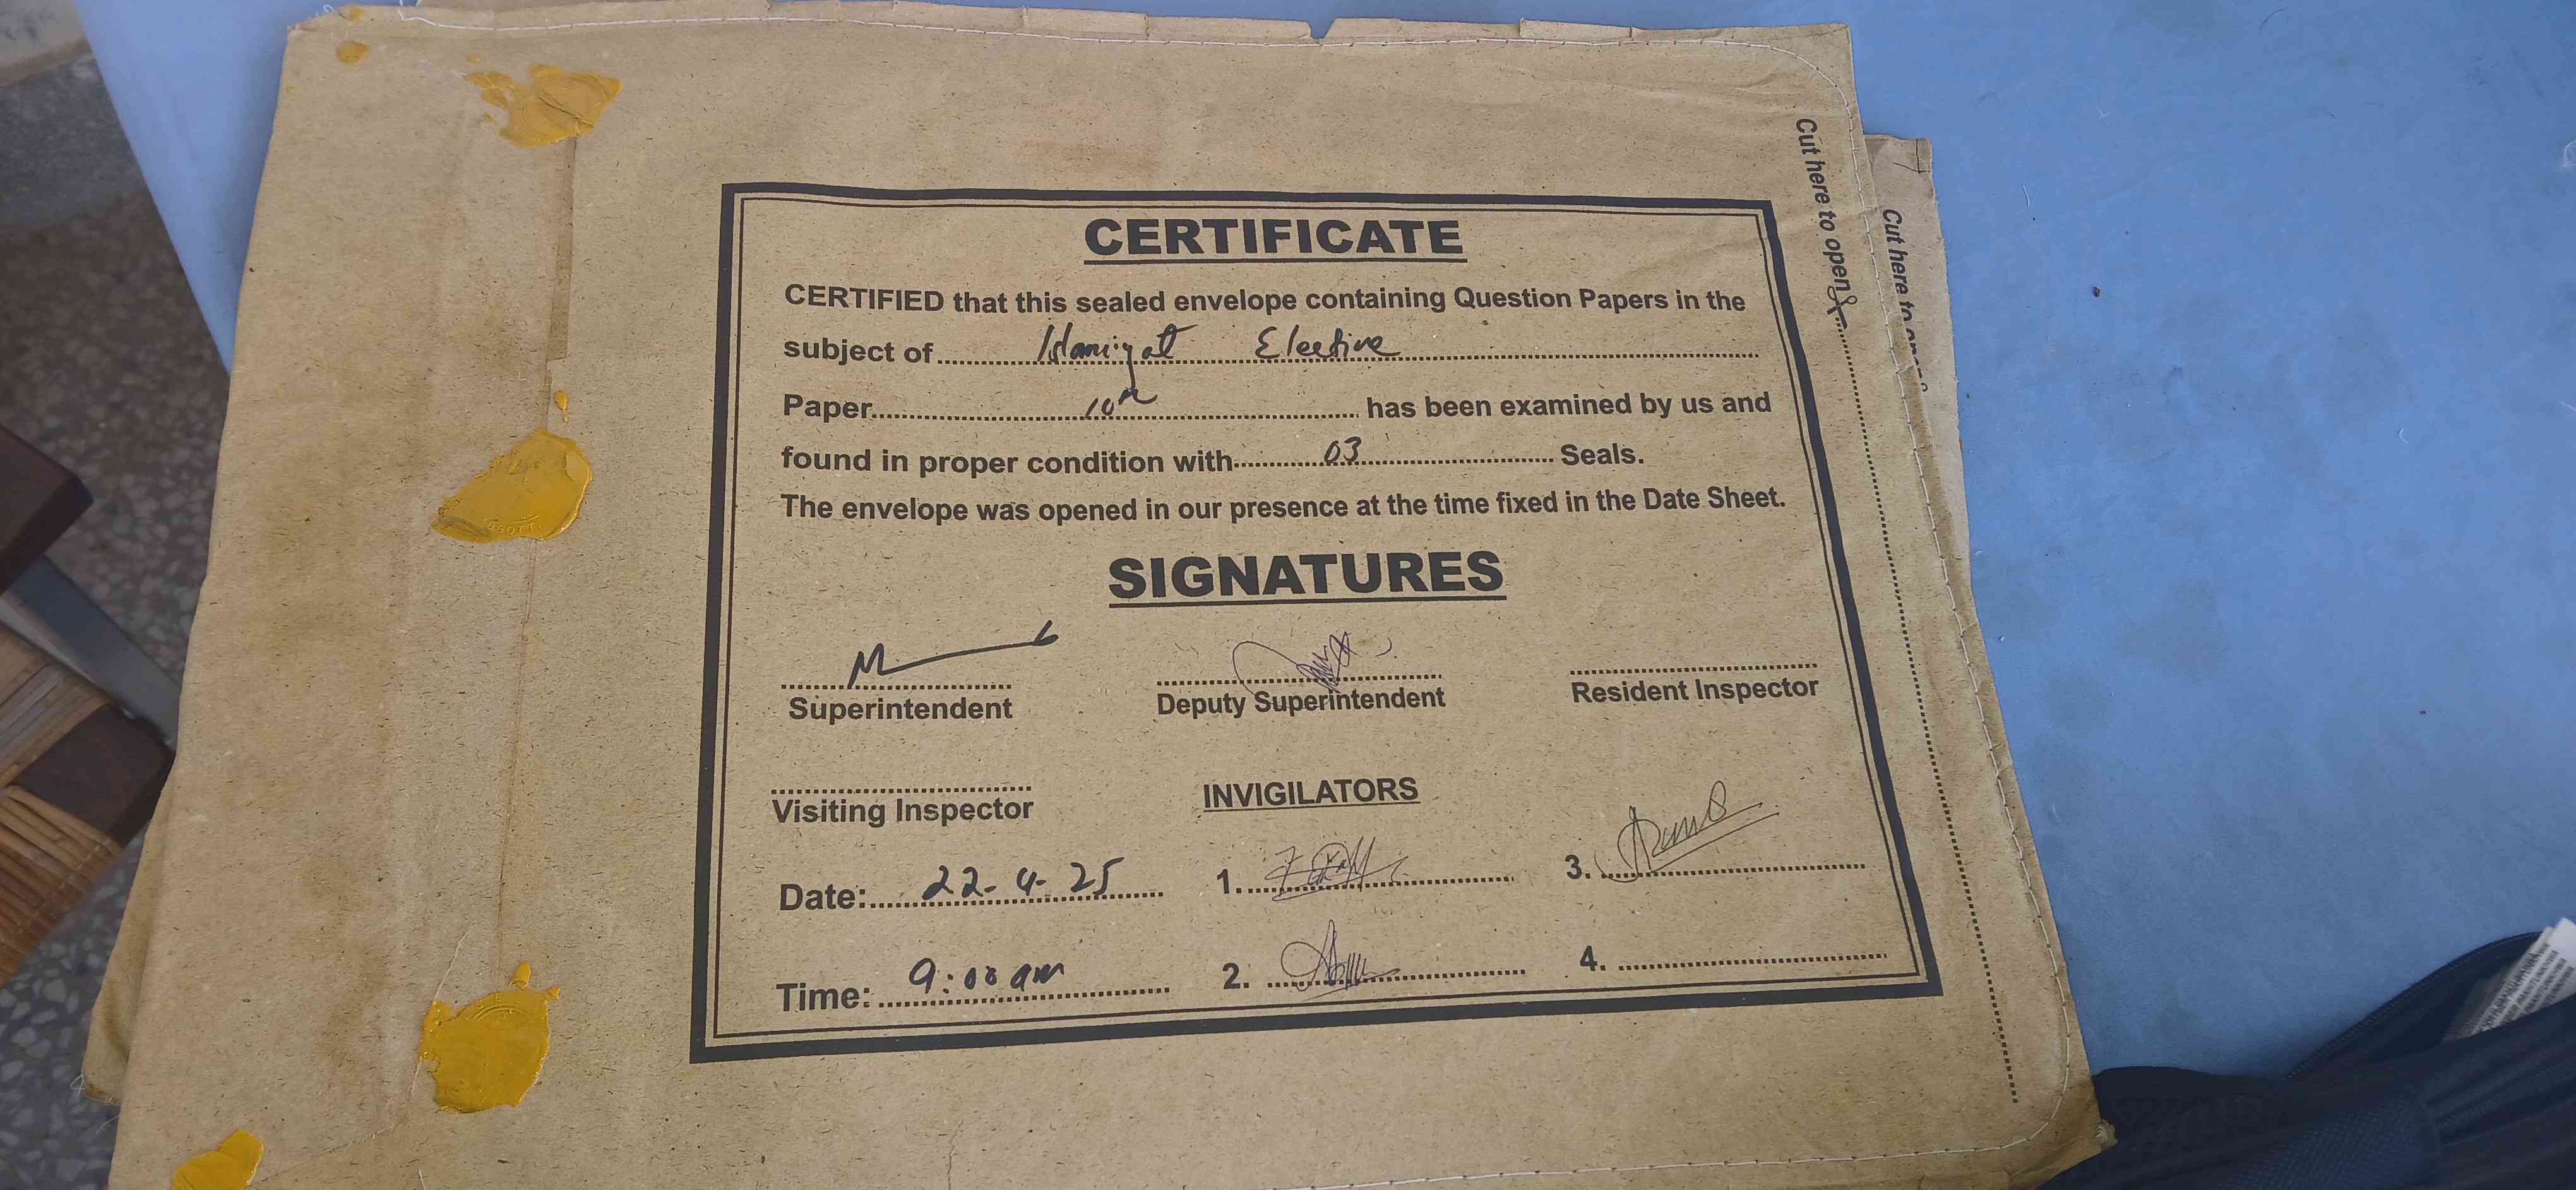 CERTIFICATE
CERTIFIED that this sealed envelope containing Question Papers in the
subject of Islamiyat Elective
Paper 10th has been examined by us and
found in proper condition with 03 Seals.
The envelope was opened in our presence at the time fixed in the Date Sheet.
SIGNATURES
Superintendent
Deputy Superintendent
Resident Inspector
Visiting Inspector
INVIGILATORS
Date: 22-4-25
1.
3.
Time: 9:00 am
2.
4.
Cut here to open
Cut here to